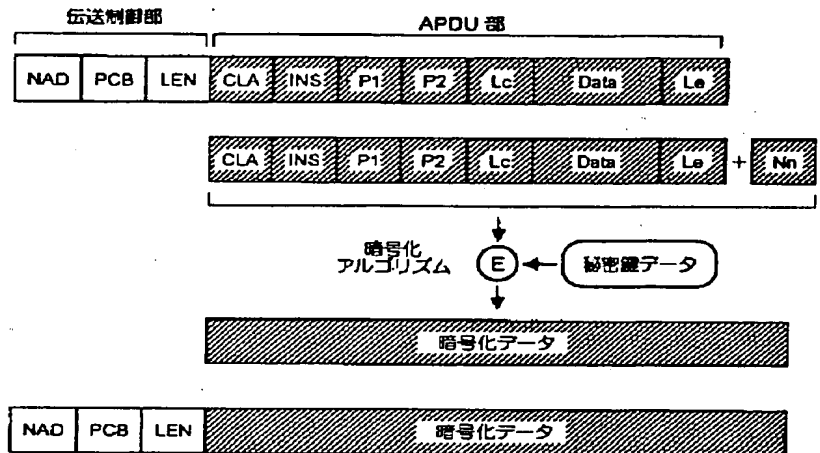 伝送制御部 APDU 部
NAD PCB LEN CLA INS P1 P2 Lc Data Le
CLA INS P1 P2 Lc Data Le + Nn
暗号化
アルゴリズム E 秘密鍵データ
暗号化データ
NAD PCB LEN 暗号化データ